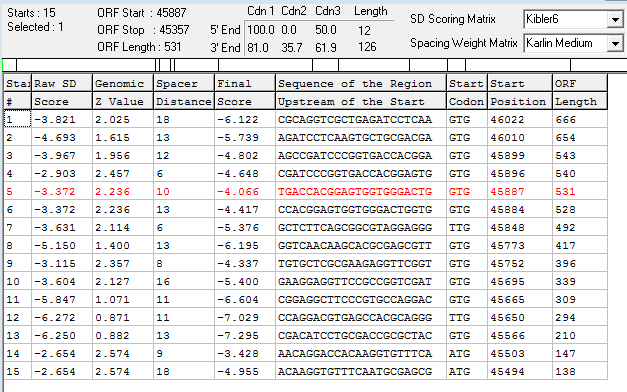 Starts : 15 ORF Start : 45887 Cdn 1 Cdn2 Cdn3 Length SD Scoring Matrix Kibler6
Selected : 1 ORF Stop : 45357 5' End 100.0 0.0 50.0 12
ORF Length : 531 3' End 81.0 35.7 61.9 126 Spacing Weight Matrix Karlin Medium
Star Raw SD Genomic Spacer Final Sequence of the Region Start Start ORF
# Score Z Value Distance Score Upstream of the Start Codon Position Length
1 -3.821 2.025 18 -6.122 CGCAGGTCGCTGAGATCCTCAA GTG 46022 666
2 -4.693 1.615 13 -5.739 AGATCCTCAAGTGCTGCGACGA GTG 46010 654
3 -3.967 1.956 12 -4.802 AGCCGATCCCGGTGACCACGGA GTG 45899 543
4 -2.903 2.457 6 -4.648 CGATCCCGGTGACCACGGAGTG GTG 45896 540
5 -3.372 2.236 10 -4.066 TGACCACGGAGTGGTGGGACTG GTG 45887 531
6 -3.372 2.236 13 -4.417 CCACGGAGTGGTGGGACTGGTG GTG 45884 528
7 -3.631 2.114 6 -5.376 GCTCTTCAGCGGCGTAGGAGGG TTG 45848 492
8 -5.150 1.400 13 -6.195 GGTCAACAAGCACGCGAGCGTT GTG 45773 417
9 -3.115 2.357 8 -4.337 TGTGCTCGCGAAGAGGTTCGGT GTG 45752 396
10 -3.604 2.127 16 -5.400 GAAGGAGGTTCCGCCGGTCGAT GTG 45695 339
11 -5.847 1.071 11 -6.604 CGGAGGCTTCCCGTGCCAGGAC GTG 45665 309
12 -6.272 0.871 11 -7.029 CCAGGACGTGAGCCACGCAGGG TTG 45650 294
13 -6.250 0.882 13 -7.295 CGACATCCTGCGACCGCGCTAC GTG 45566 210
14 -2.654 2.574 9 -3.428 AACAGGACCACAAGGTGTTTCA ATG 45503 147
15 -2.654 2.574 18 -4.955 ACAAGGTGTTTCAATGCGAGCG ATG 45494 138